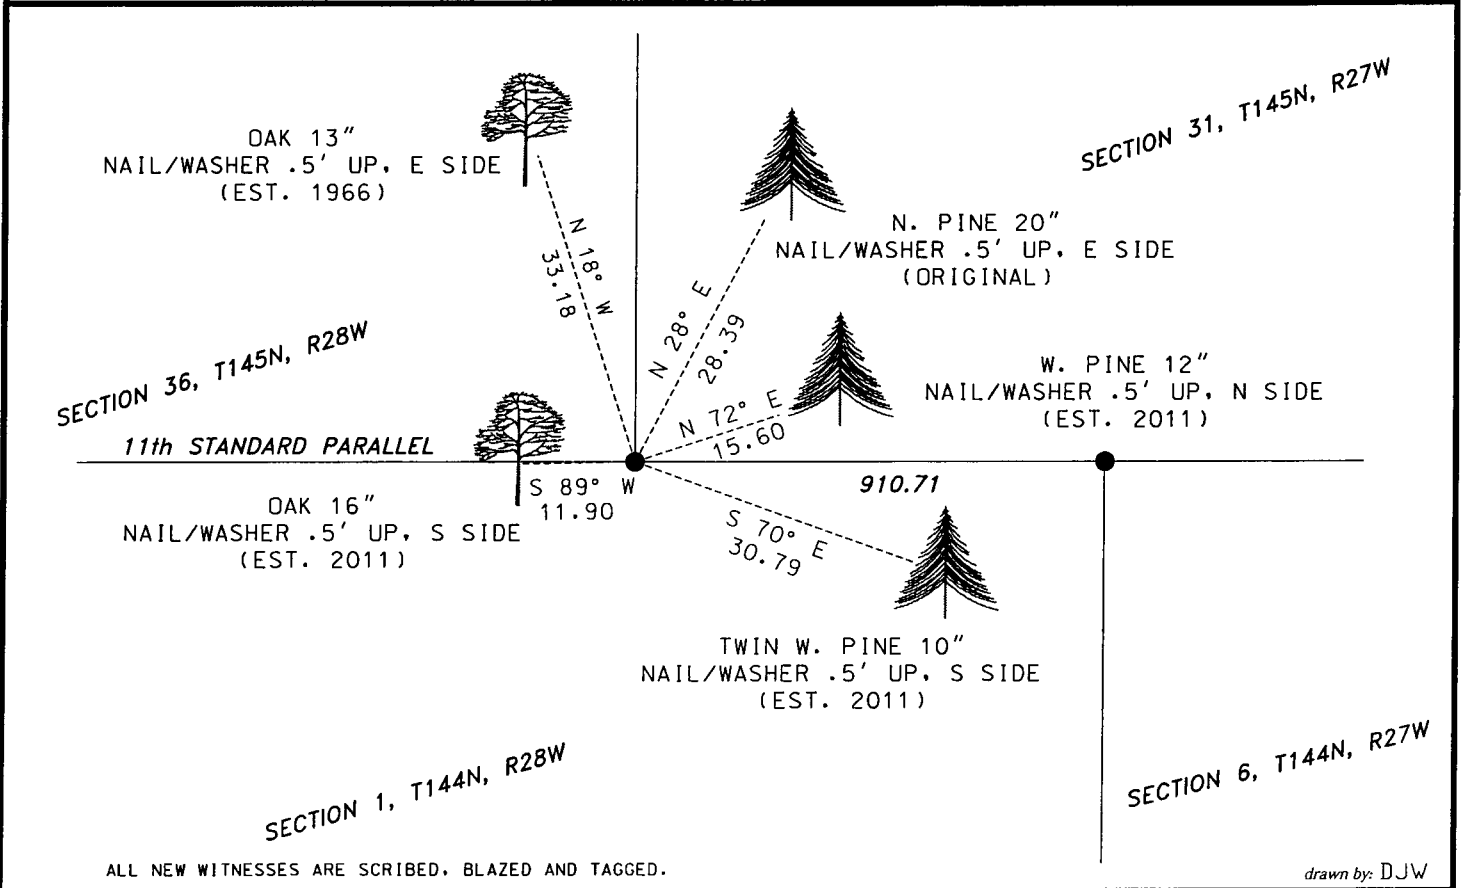 SECTION 31, T145N, R27W
OAK 13"
NAIL/WASHER .5' UP, E SIDE
(EST. 1966)
N 18° W
33.18
N. PINE 20"
NAIL/WASHER .5' UP, E SIDE
(ORIGINAL)
N 28° E
28.39
SECTION 36, T145N, R28W
W. PINE 12"
NAIL/WASHER .5' UP, N SIDE
(EST. 2011)
N 72° E
15.60
11th STANDARD PARALLEL
S 89° W
11.90
910.71
OAK 16"
NAIL/WASHER .5' UP, S SIDE
(EST. 2011)
S 70° E
30.79
TWIN W. PINE 10"
NAIL/WASHER .5' UP, S SIDE
(EST. 2011)
SECTION 1, T144N, R28W
SECTION 6, T144N, R27W
ALL NEW WITNESSES ARE SCRIBED, BLAZED AND TAGGED.
drawn by: DJW